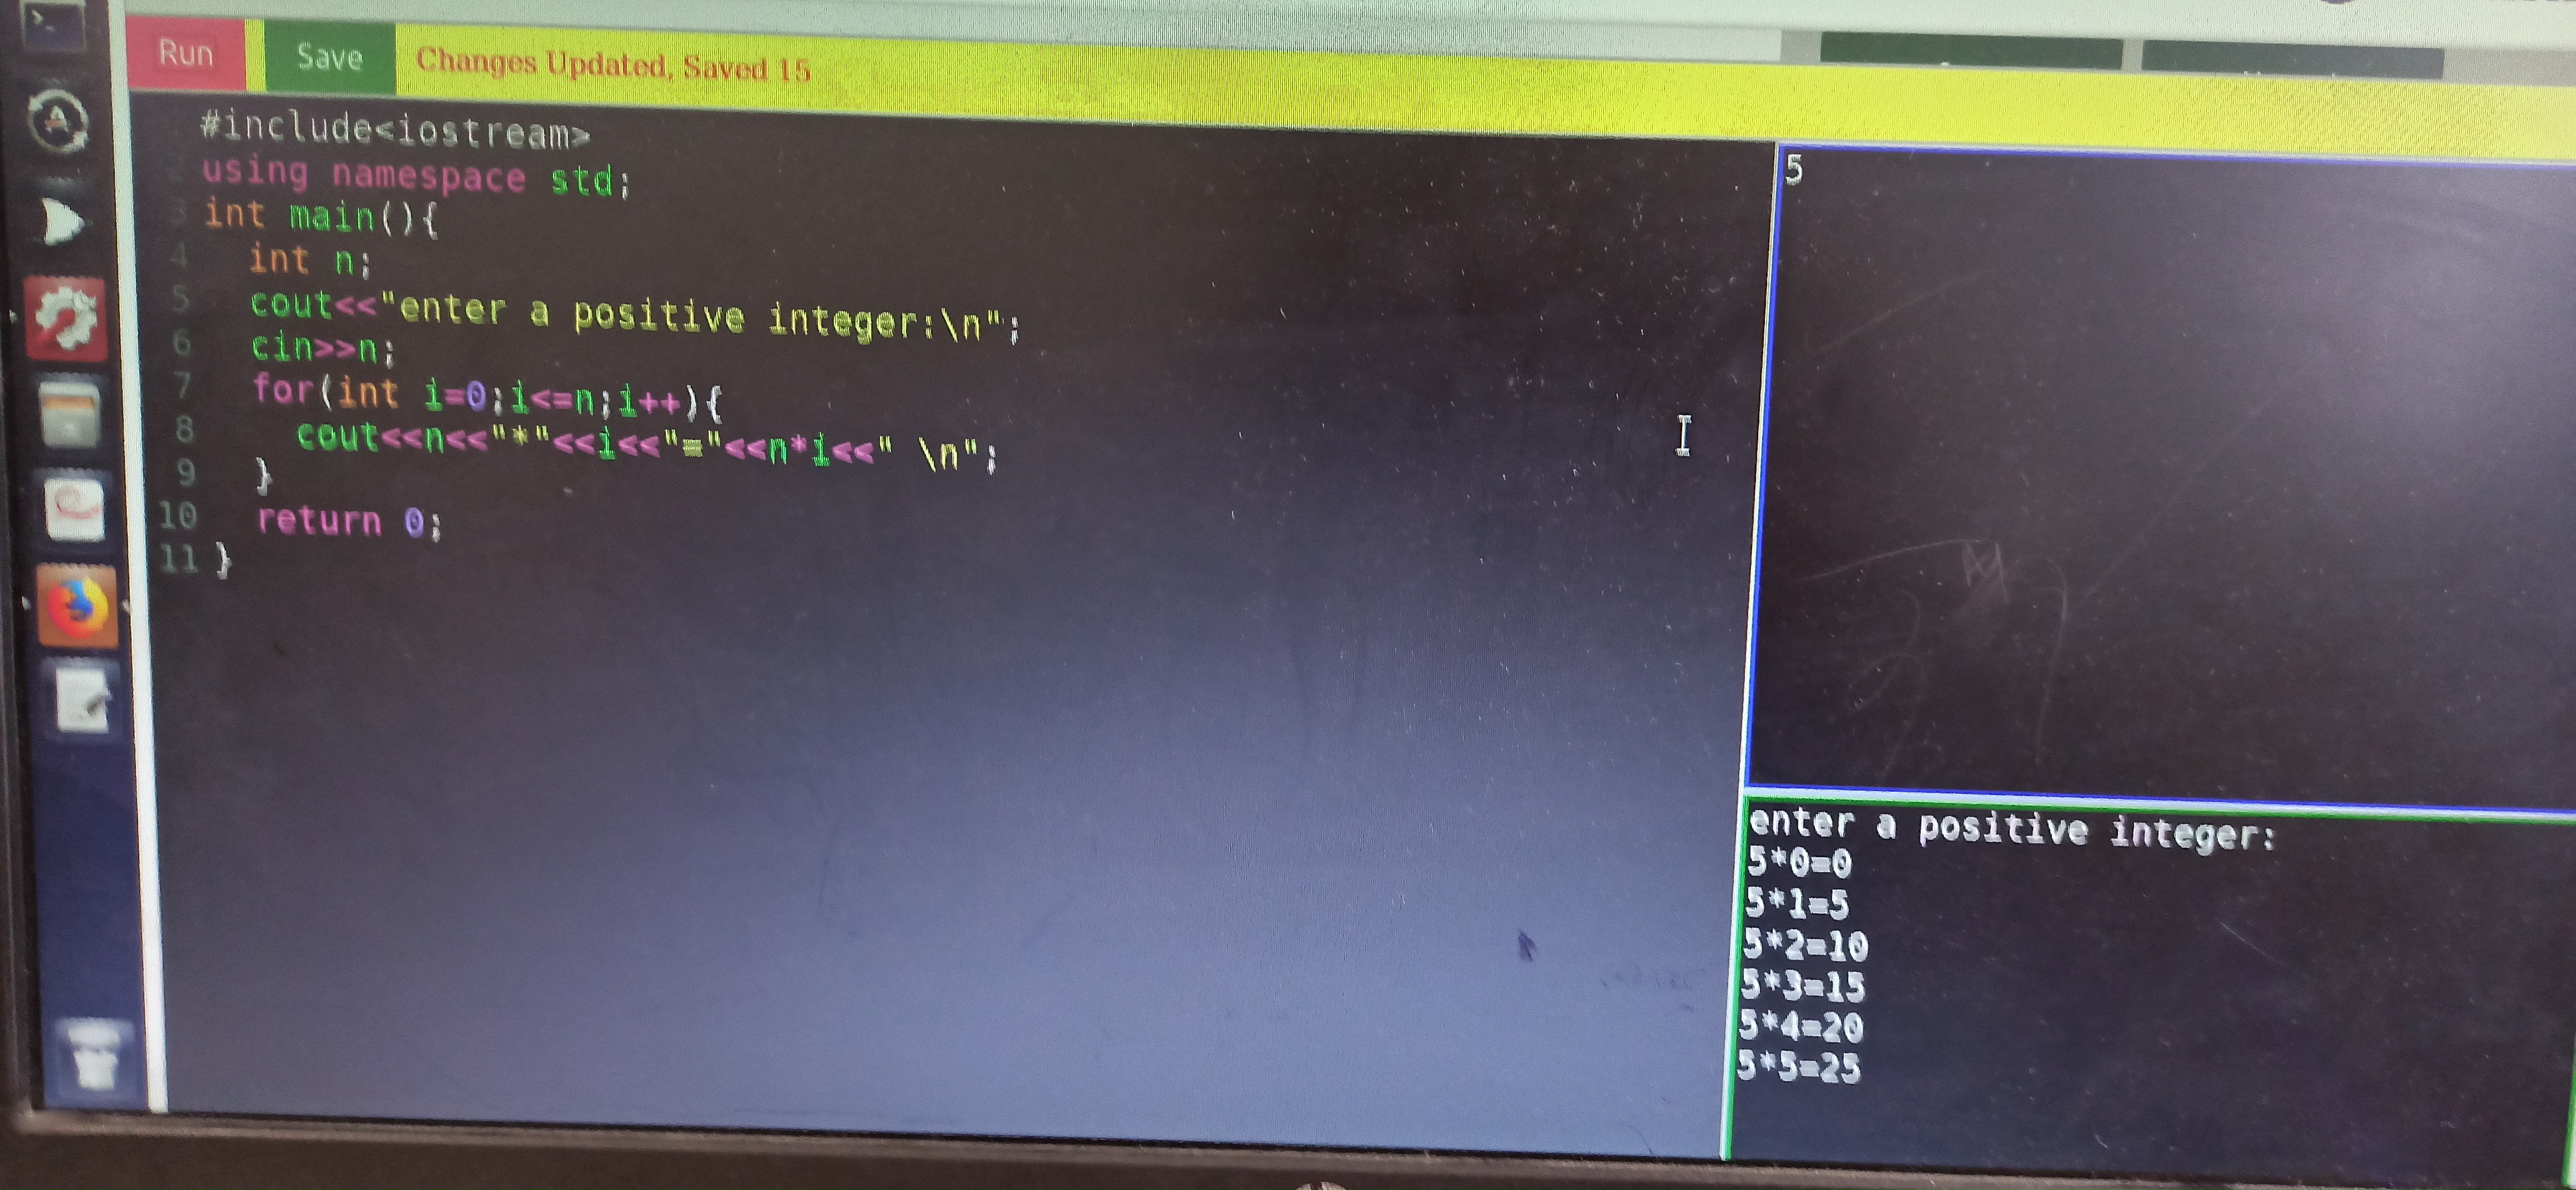 Run Save Changes Updated, Saved 15
#include<iostream>
2 using namespace std;
3 int main(){
4 int n;
5 cout<<"enter a positive integer:\n";
6 cin>>n;
7 for(int i=0;i<=n;i++){
8 cout<<n<<"*"<<i<<"="<<n*i<<" \n";
9 }
10 return 0;
11 }
5
enter a positive integer:
5*0=0
5*1=5
5*2=10
5*3=15
5*4=20
5*5=25